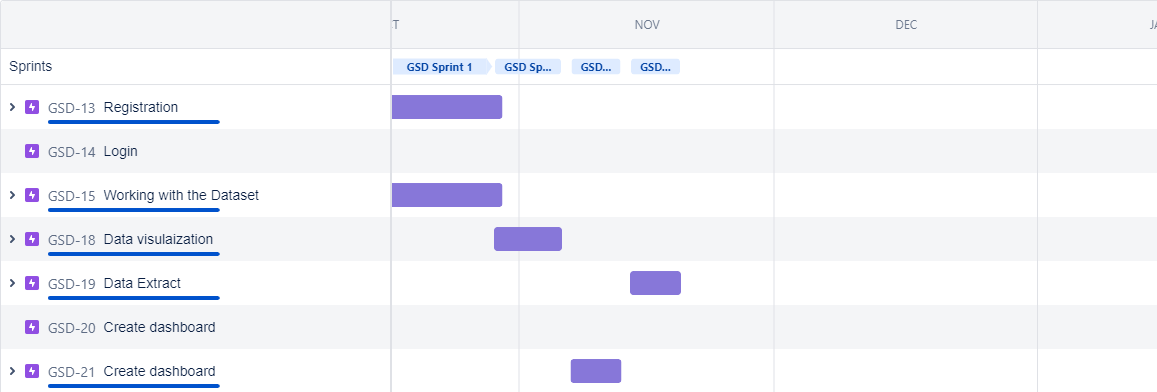 T NOV DEC JA
Sprints GSD Sprint 1 GSD Sp... GSD... GSD...
GSD-13 Registration
GSD-14 Login
GSD-15 Working with the Dataset
GSD-18 Data visulaization
GSD-19 Data Extract
GSD-20 Create dashboard
GSD-21 Create dashboard